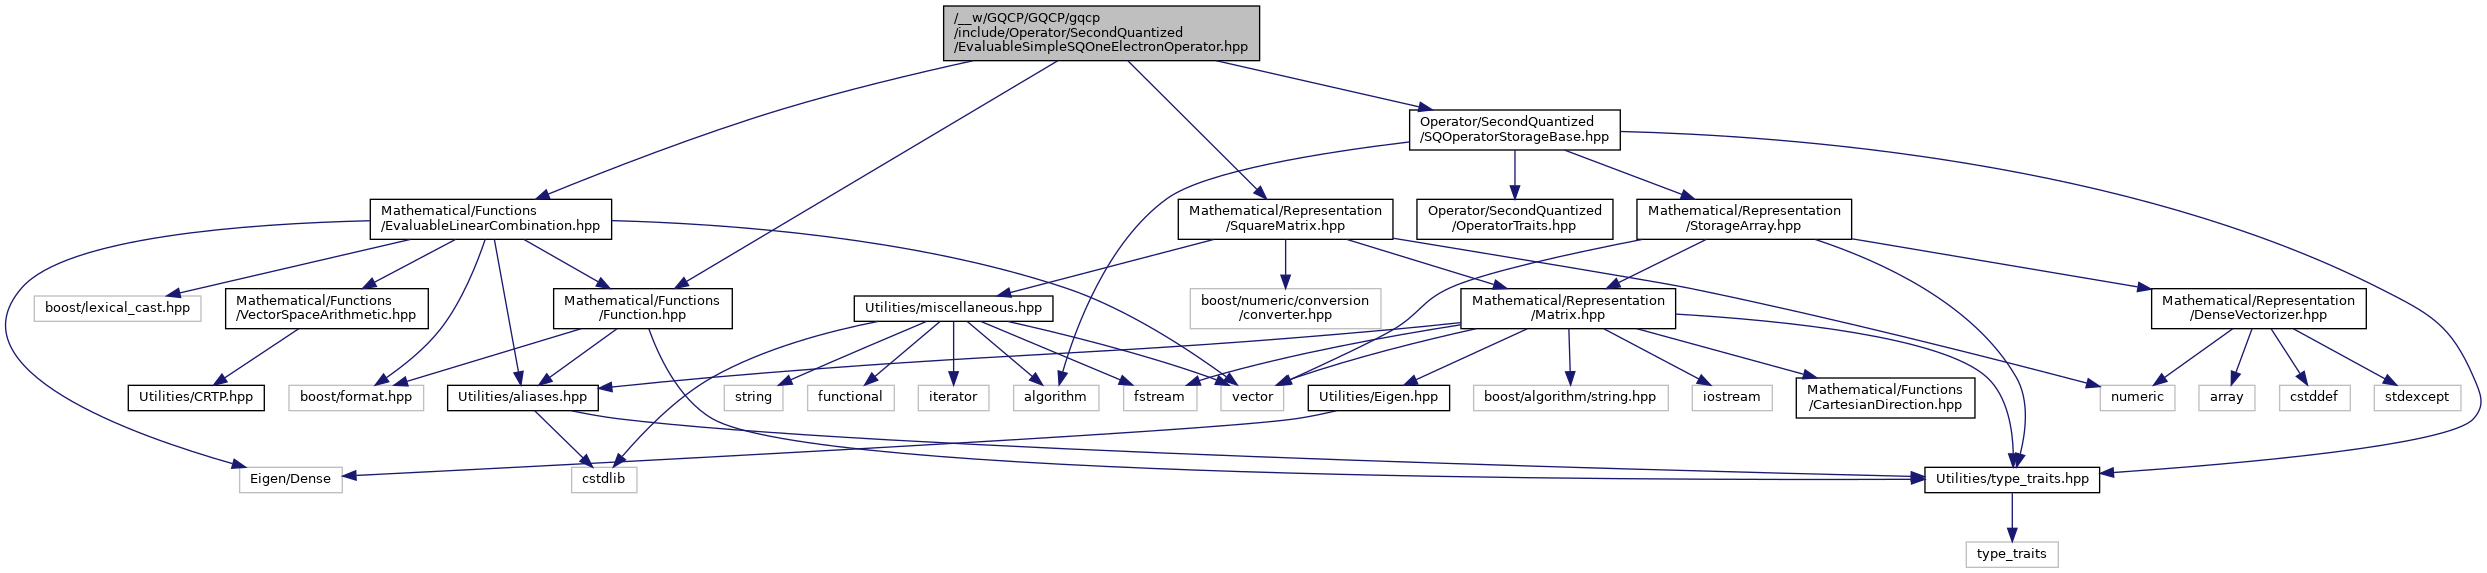 /__w/GQCP/GQCP/gqcp
/include/Operator/SecondQuantized
/EvaluableSimpleSQOneElectronOperator.hpp
Operator/SecondQuantized
/SQOperatorStorageBase.hpp
Mathematical/Functions
/EvaluableLinearCombination.hpp
Mathematical/Representation
/SquareMatrix.hpp
Operator/SecondQuantized
/OperatorTraits.hpp
Mathematical/Representation
/StorageArray.hpp
boost/lexical_cast.hpp
Mathematical/Functions
/VectorSpaceArithmetic.hpp
Mathematical/Functions
/Function.hpp
Utilities/miscellaneous.hpp
boost/numeric/conversion
/converter.hpp
Mathematical/Representation
/Matrix.hpp
Mathematical/Representation
/DenseVectorizer.hpp
Utilities/CRTP.hpp
boost/format.hpp
Utilities/aliases.hpp
string
functional
iterator
algorithm
fstream
vector
Utilities/Eigen.hpp
boost/algorithm/string.hpp
iostream
Mathematical/Functions
/CartesianDirection.hpp
numeric
array
cstddef
stdexcept
Eigen/Dense
cstdlib
Utilities/type_traits.hpp
type_traits